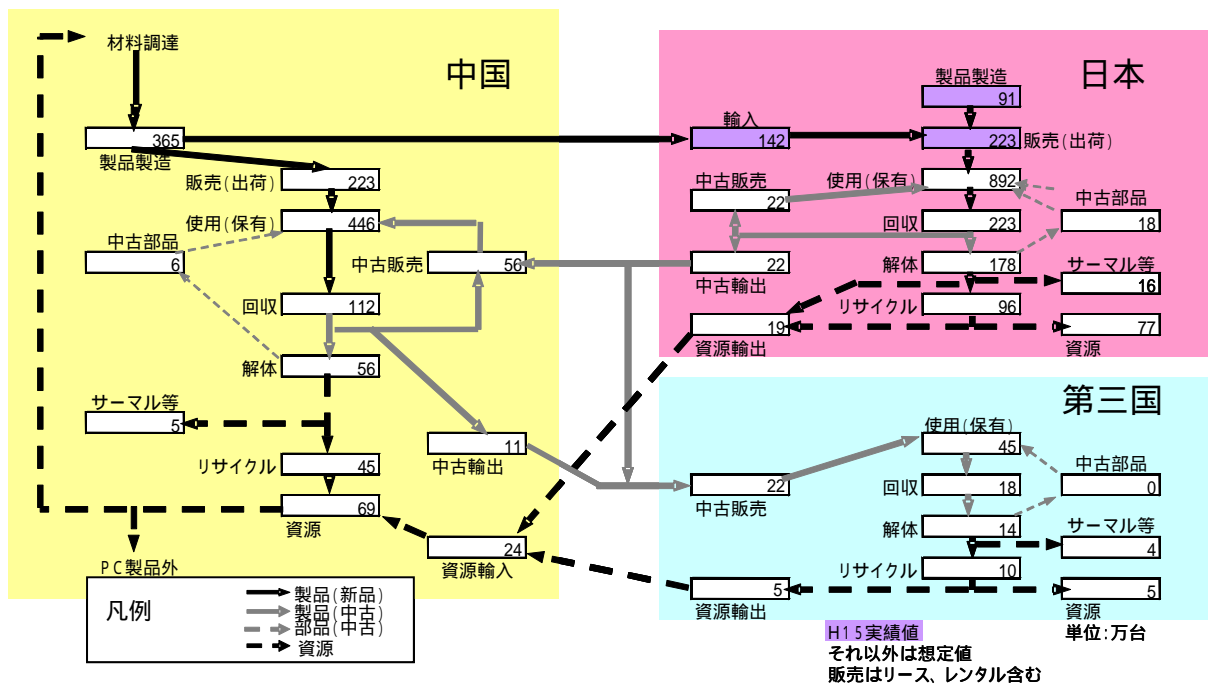 中国
材料調達
365
製品製造
販売(出荷)
223
使用(保有)
446
中古部品
6
中古販売
56
回収
112
解体
56
サーマル等
5
リサイクル
45
中古輸出
11
資源
69
資源輸入
24
PC製品外
凡例
製品(新品)
製品(中古)
部品(中古)
資源
日本
製品製造
91
輸入
142
223
販売(出荷)
中古販売
22
使用(保有)
892
中古部品
18
回収
223
22
中古輸出
解体
178
サーマル等
16
リサイクル
96
19
資源輸出
77
資源
第三国
使用(保有)
45
22
中古販売
回収
18
中古部品
0
解体
14
サーマル等
4
リサイクル
10
5
資源輸出
5
資源
H15実績値
それ以外は想定値
販売はリース、レンタル含む
単位:万台